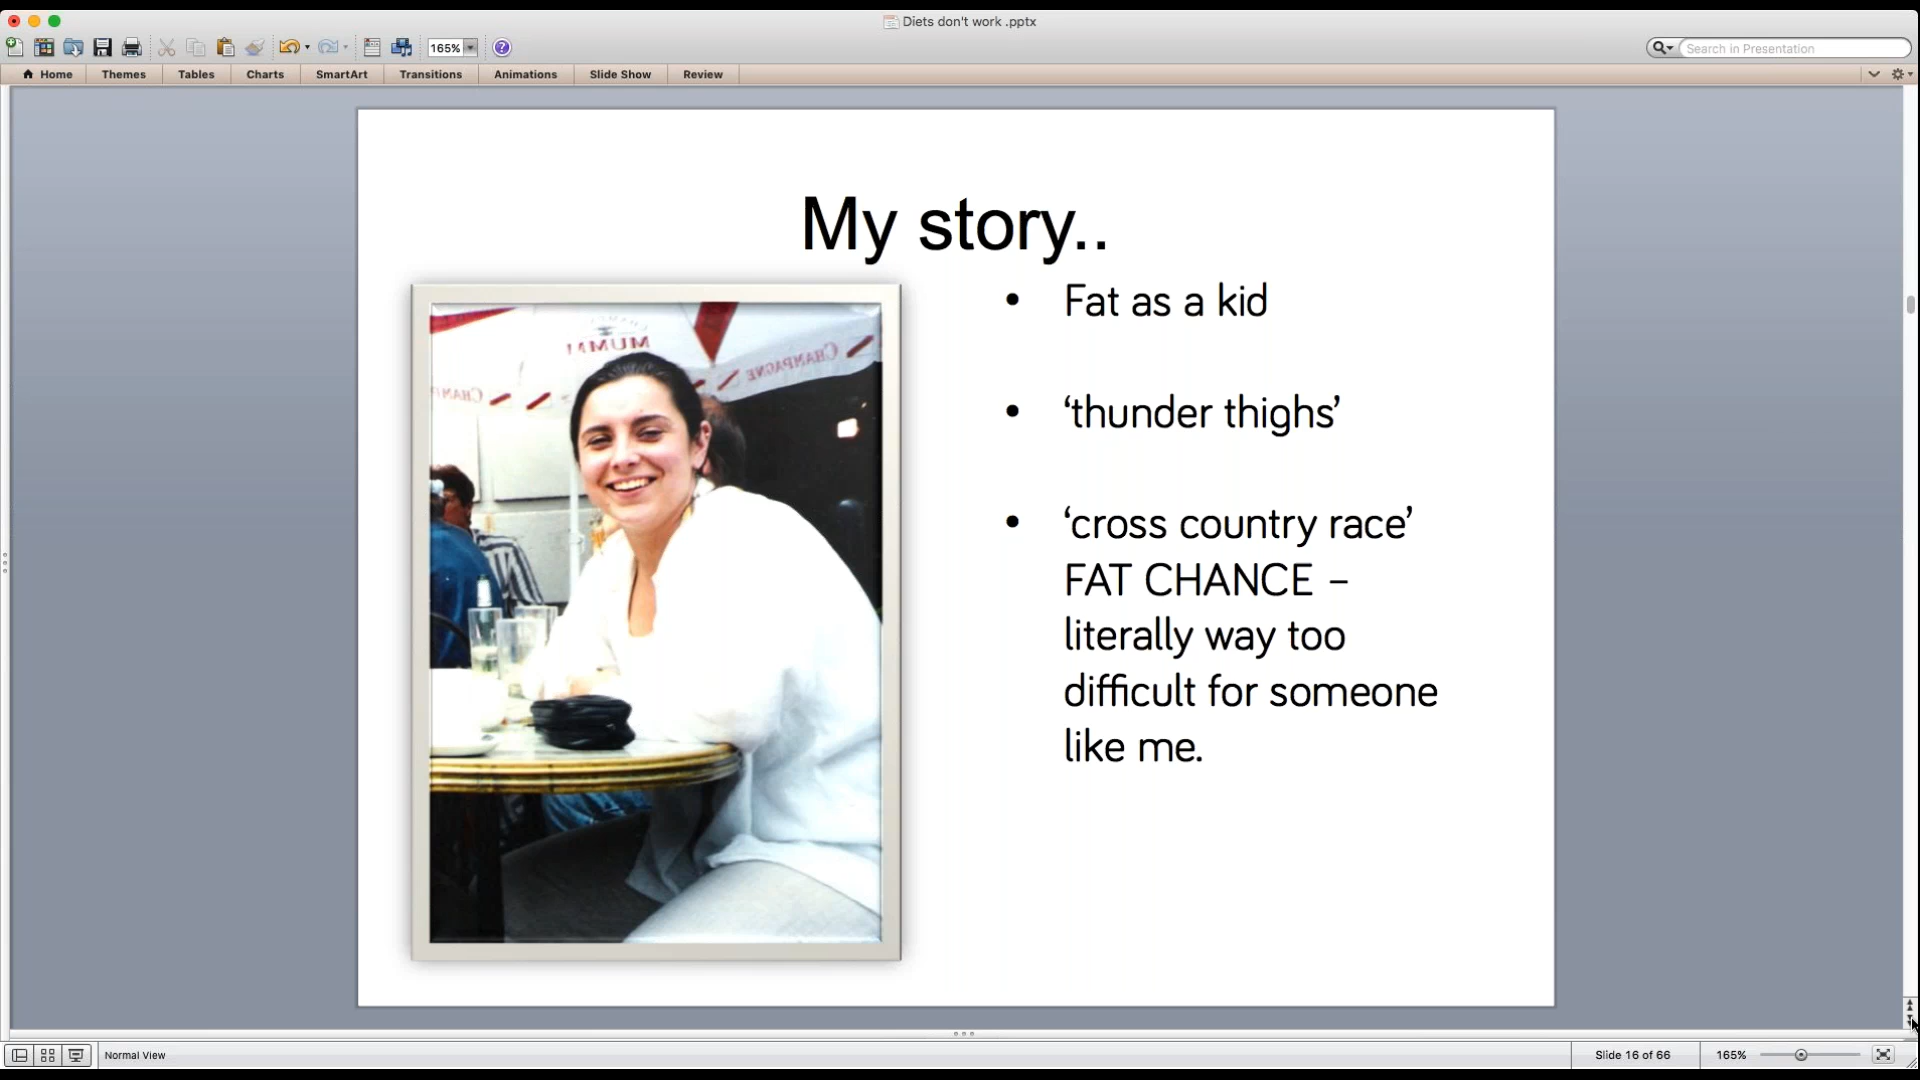 Diets don't work .pptx
165%
Search in Presentation
Home Themes Tables Charts SmartArt Transitions Animations Slide Show Review
My story..
• Fat as a kid
• ‘thunder thighs’
• ‘cross country race’
FAT CHANCE –
literally way too
difficult for someone
like me.
MUMM
CHAMPAGNE
Normal View
Slide 16 of 66
165%